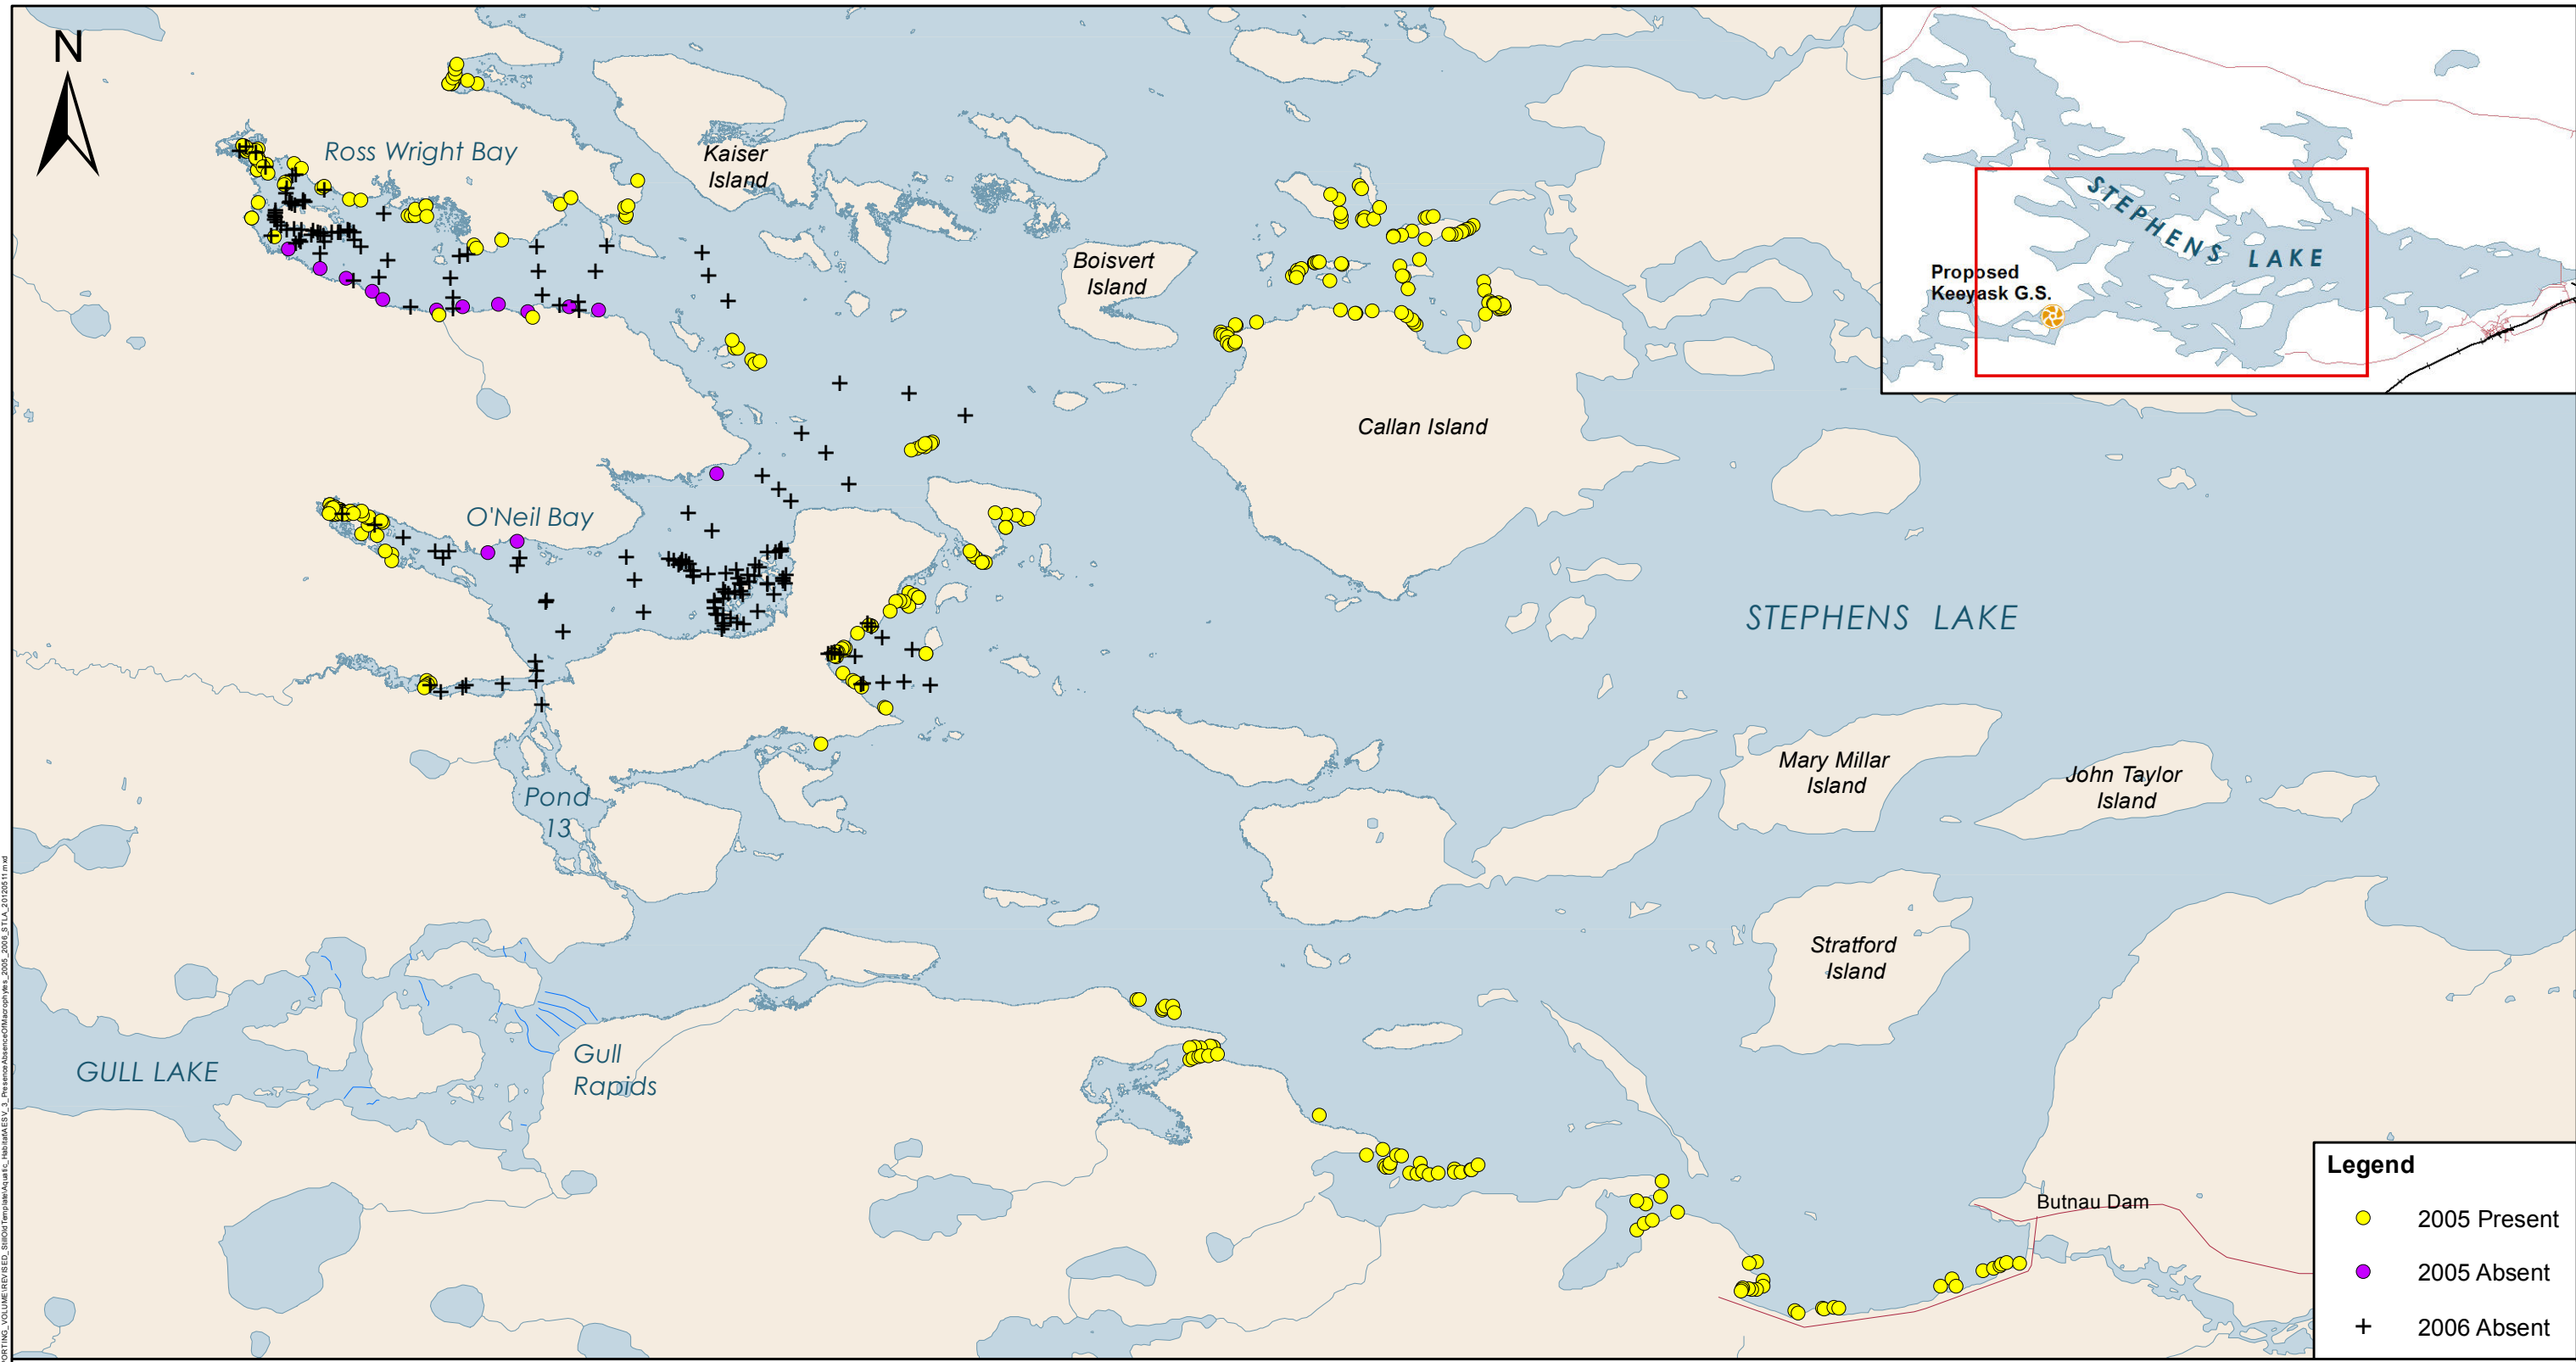 N
Ross Wright Bay
Kaiser
Island
Boisvert
Island
Callan Island
O'Neil Bay
STEPHENS LAKE
Mary Millar
Island
John Taylor
Island
Pond
13
Stratford
Island
GULL LAKE
Gull
Rapids
Butnau Dam
STEPHENS LAKE
Proposed
Keeyask G.S.
Legend
2005 Present
2005 Absent
2006 Absent